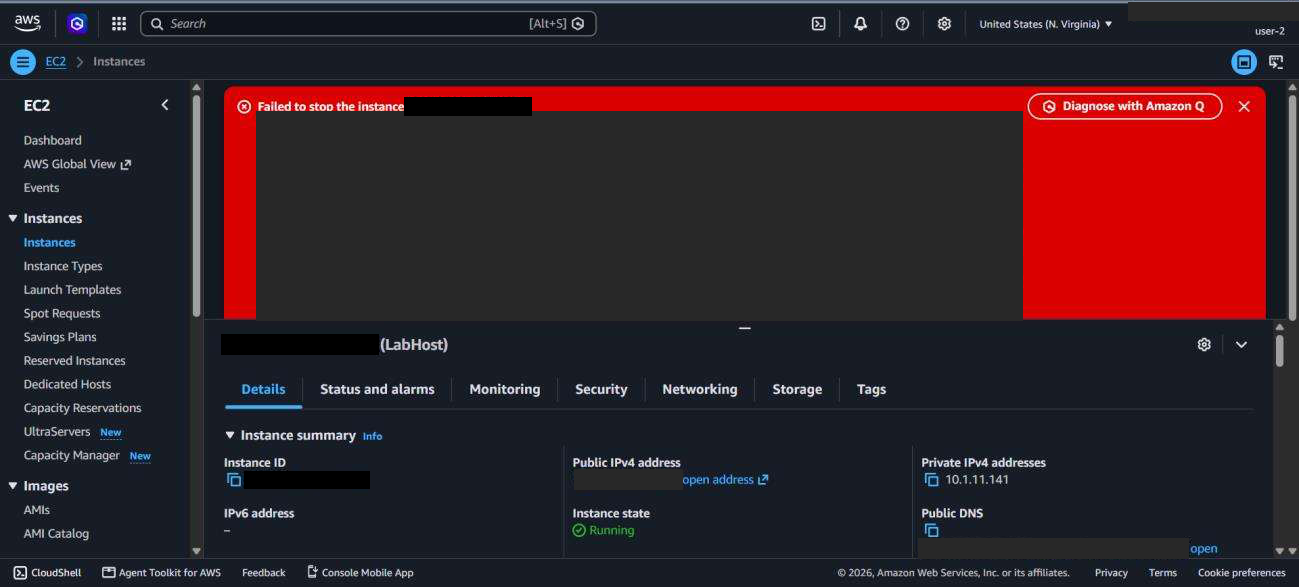 aws
Search [Alt+S]
United States (N. Virginia)
user-2
EC2 > Instances
EC2
Dashboard
AWS Global View
Events
Instances
Instances
Instance Types
Launch Templates
Spot Requests
Savings Plans
Reserved Instances
Dedicated Hosts
Capacity Reservations
UltraServers New
Capacity Manager New
Images
AMIs
AMI Catalog
Failed to stop the instance
Diagnose with Amazon Q
(LabHost)
Details Status and alarms Monitoring Security Networking Storage Tags
Instance summary Info
Instance ID
Public IPv4 address
open address
Private IPv4 addresses
10.1.11.141
IPv6 address
–
Instance state
Running
Public DNS
open
CloudShell Agent Toolkit for AWS Feedback Console Mobile App
© 2026, Amazon Web Services, Inc. or its affiliates. Privacy Terms Cookie preferences